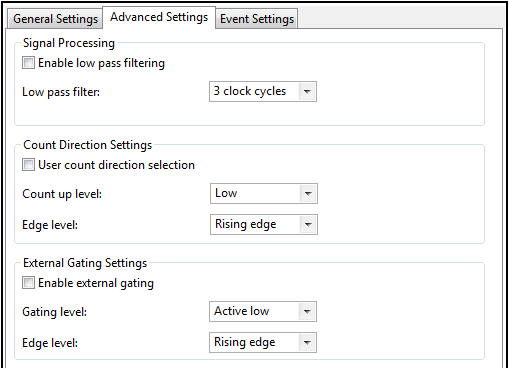 General Settings Advanced Settings Event Settings
Signal Processing
Enable low pass filtering
Low pass filter: 3 clock cycles
Count Direction Settings
User count direction selection
Count up level: Low
Edge level: Rising edge
External Gating Settings
Enable external gating
Gating level: Active low
Edge level: Rising edge